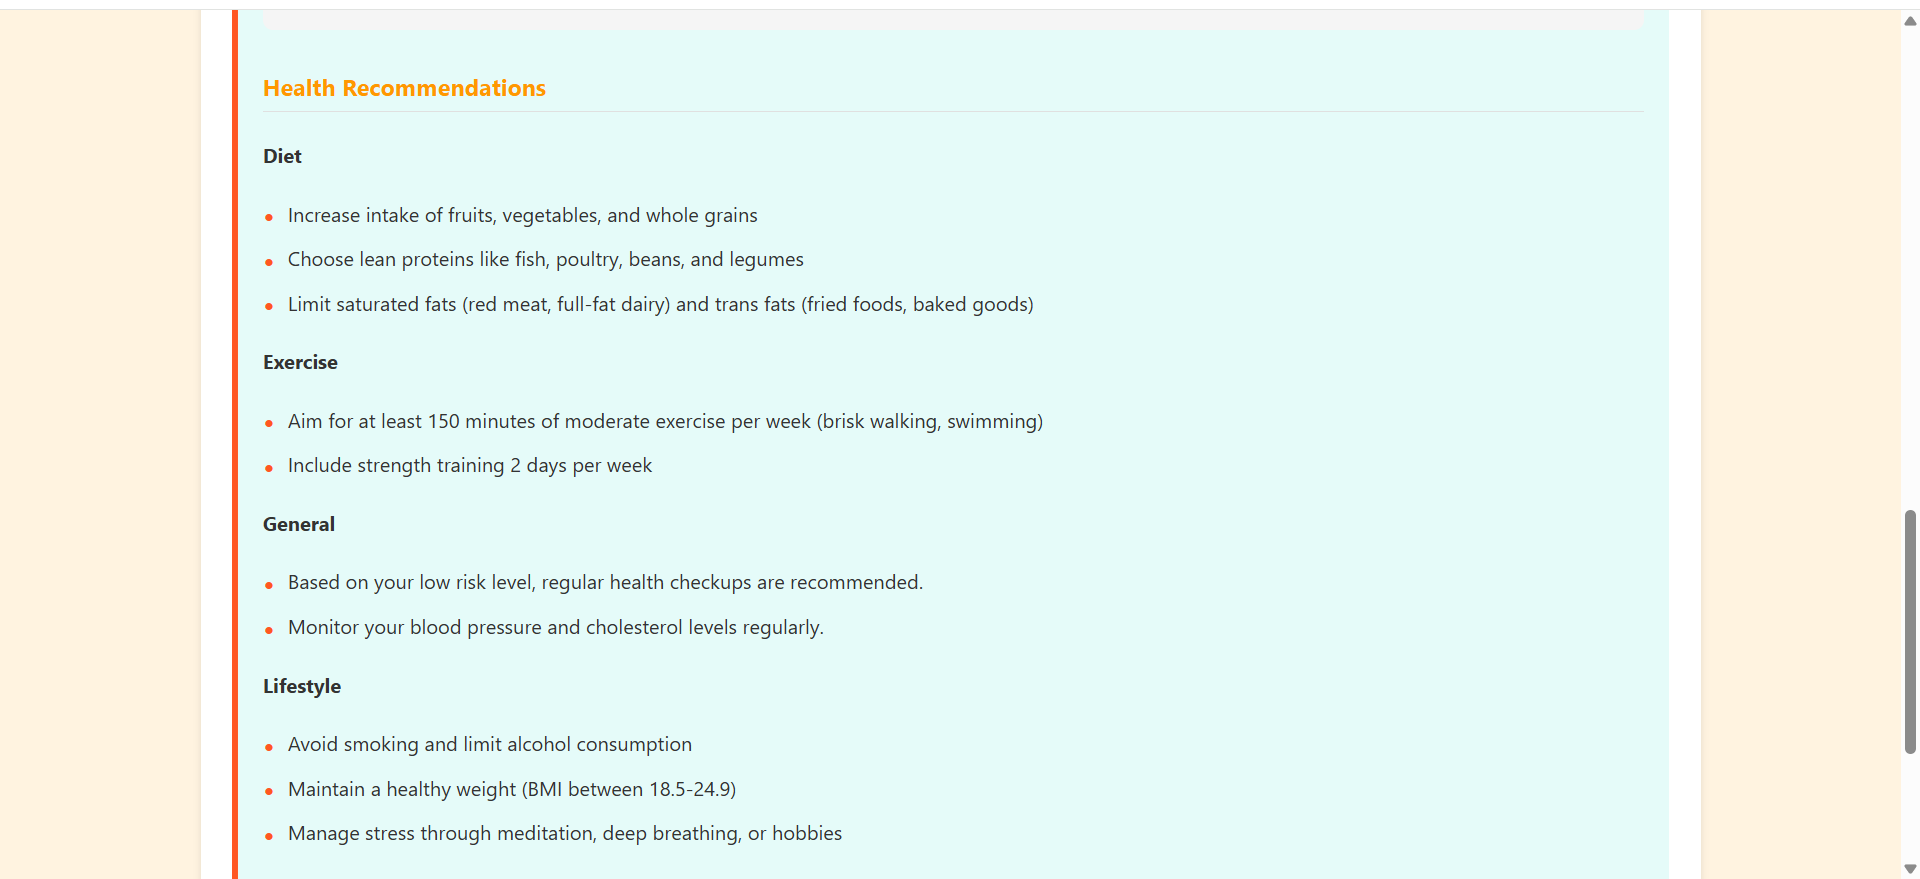 Health Recommendations
Diet
Increase intake of fruits, vegetables, and whole grains
Choose lean proteins like fish, poultry, beans, and legumes
Limit saturated fats (red meat, full-fat dairy) and trans fats (fried foods, baked goods)
Exercise
Aim for at least 150 minutes of moderate exercise per week (brisk walking, swimming)
Include strength training 2 days per week
General
Based on your low risk level, regular health checkups are recommended.
Monitor your blood pressure and cholesterol levels regularly.
Lifestyle
Avoid smoking and limit alcohol consumption
Maintain a healthy weight (BMI between 18.5-24.9)
Manage stress through meditation, deep breathing, or hobbies